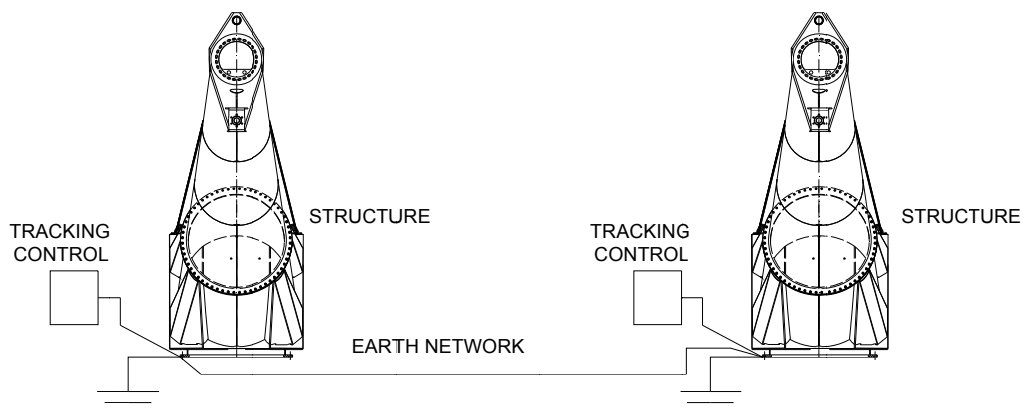 STRUCTURE
TRACKING
CONTROL
STRUCTURE
TRACKING
CONTROL
EARTH NETWORK